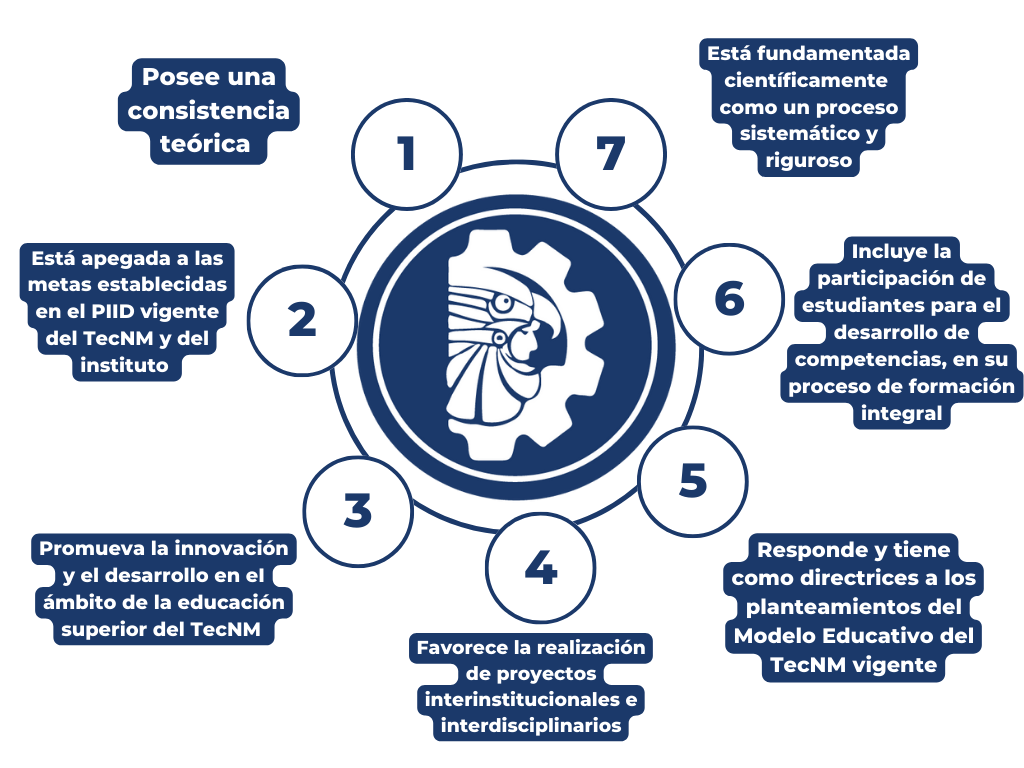 1
Posee una
consistencia
teórica
2
Está apegada a las
metas establecidas
en el PIID vigente
del TecNM y del
instituto
3
Promueva la innovación
y el desarrollo en el
ámbito de la educación
superior del TecNM
4
Favorece la realización
de proyectos
interinstitucionales e
interdisciplinarios
5
Responde y tiene
como directrices a los
planteamientos del
Modelo Educativo del
TecNM vigente
6
Incluye la
participación de
estudiantes para el
desarrollo de
competencias, en su
proceso de formación
integral
7
Está fundamentada
científicamente
como un proceso
sistemático y
riguroso